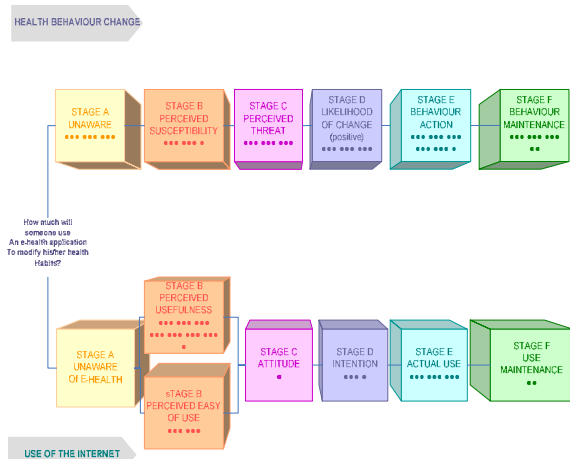 HEALTH BEHAVIOUR CHANGE
STAGE A
UNAWARE
STAGE B
PERCEIVED
SUSCEPTIBILITY
STAGE C
PERCEIVED
THREAT
STAGE D
LIKELIHOOD
OF CHANGE
(positive)
STAGE E
BEHAVIOUR
ACTION
STAGE F
BEHAVIOUR
MAINTENANCE
How much will
someone use
An e-health application
To modify his/her health
Habits?
STAGE A
UNAWARE
Of E-HEALTH
STAGE B
PERCEIVED
USEFULNESS
sTAGE B
PERCEIVED EASY
OF USE
STAGE C
ATTITUDE
STAGE D
INTENTION
STAGE E
ACTUAL USE
STAGE F
USE
MAINTENANCE
USE OF THE INTERNET